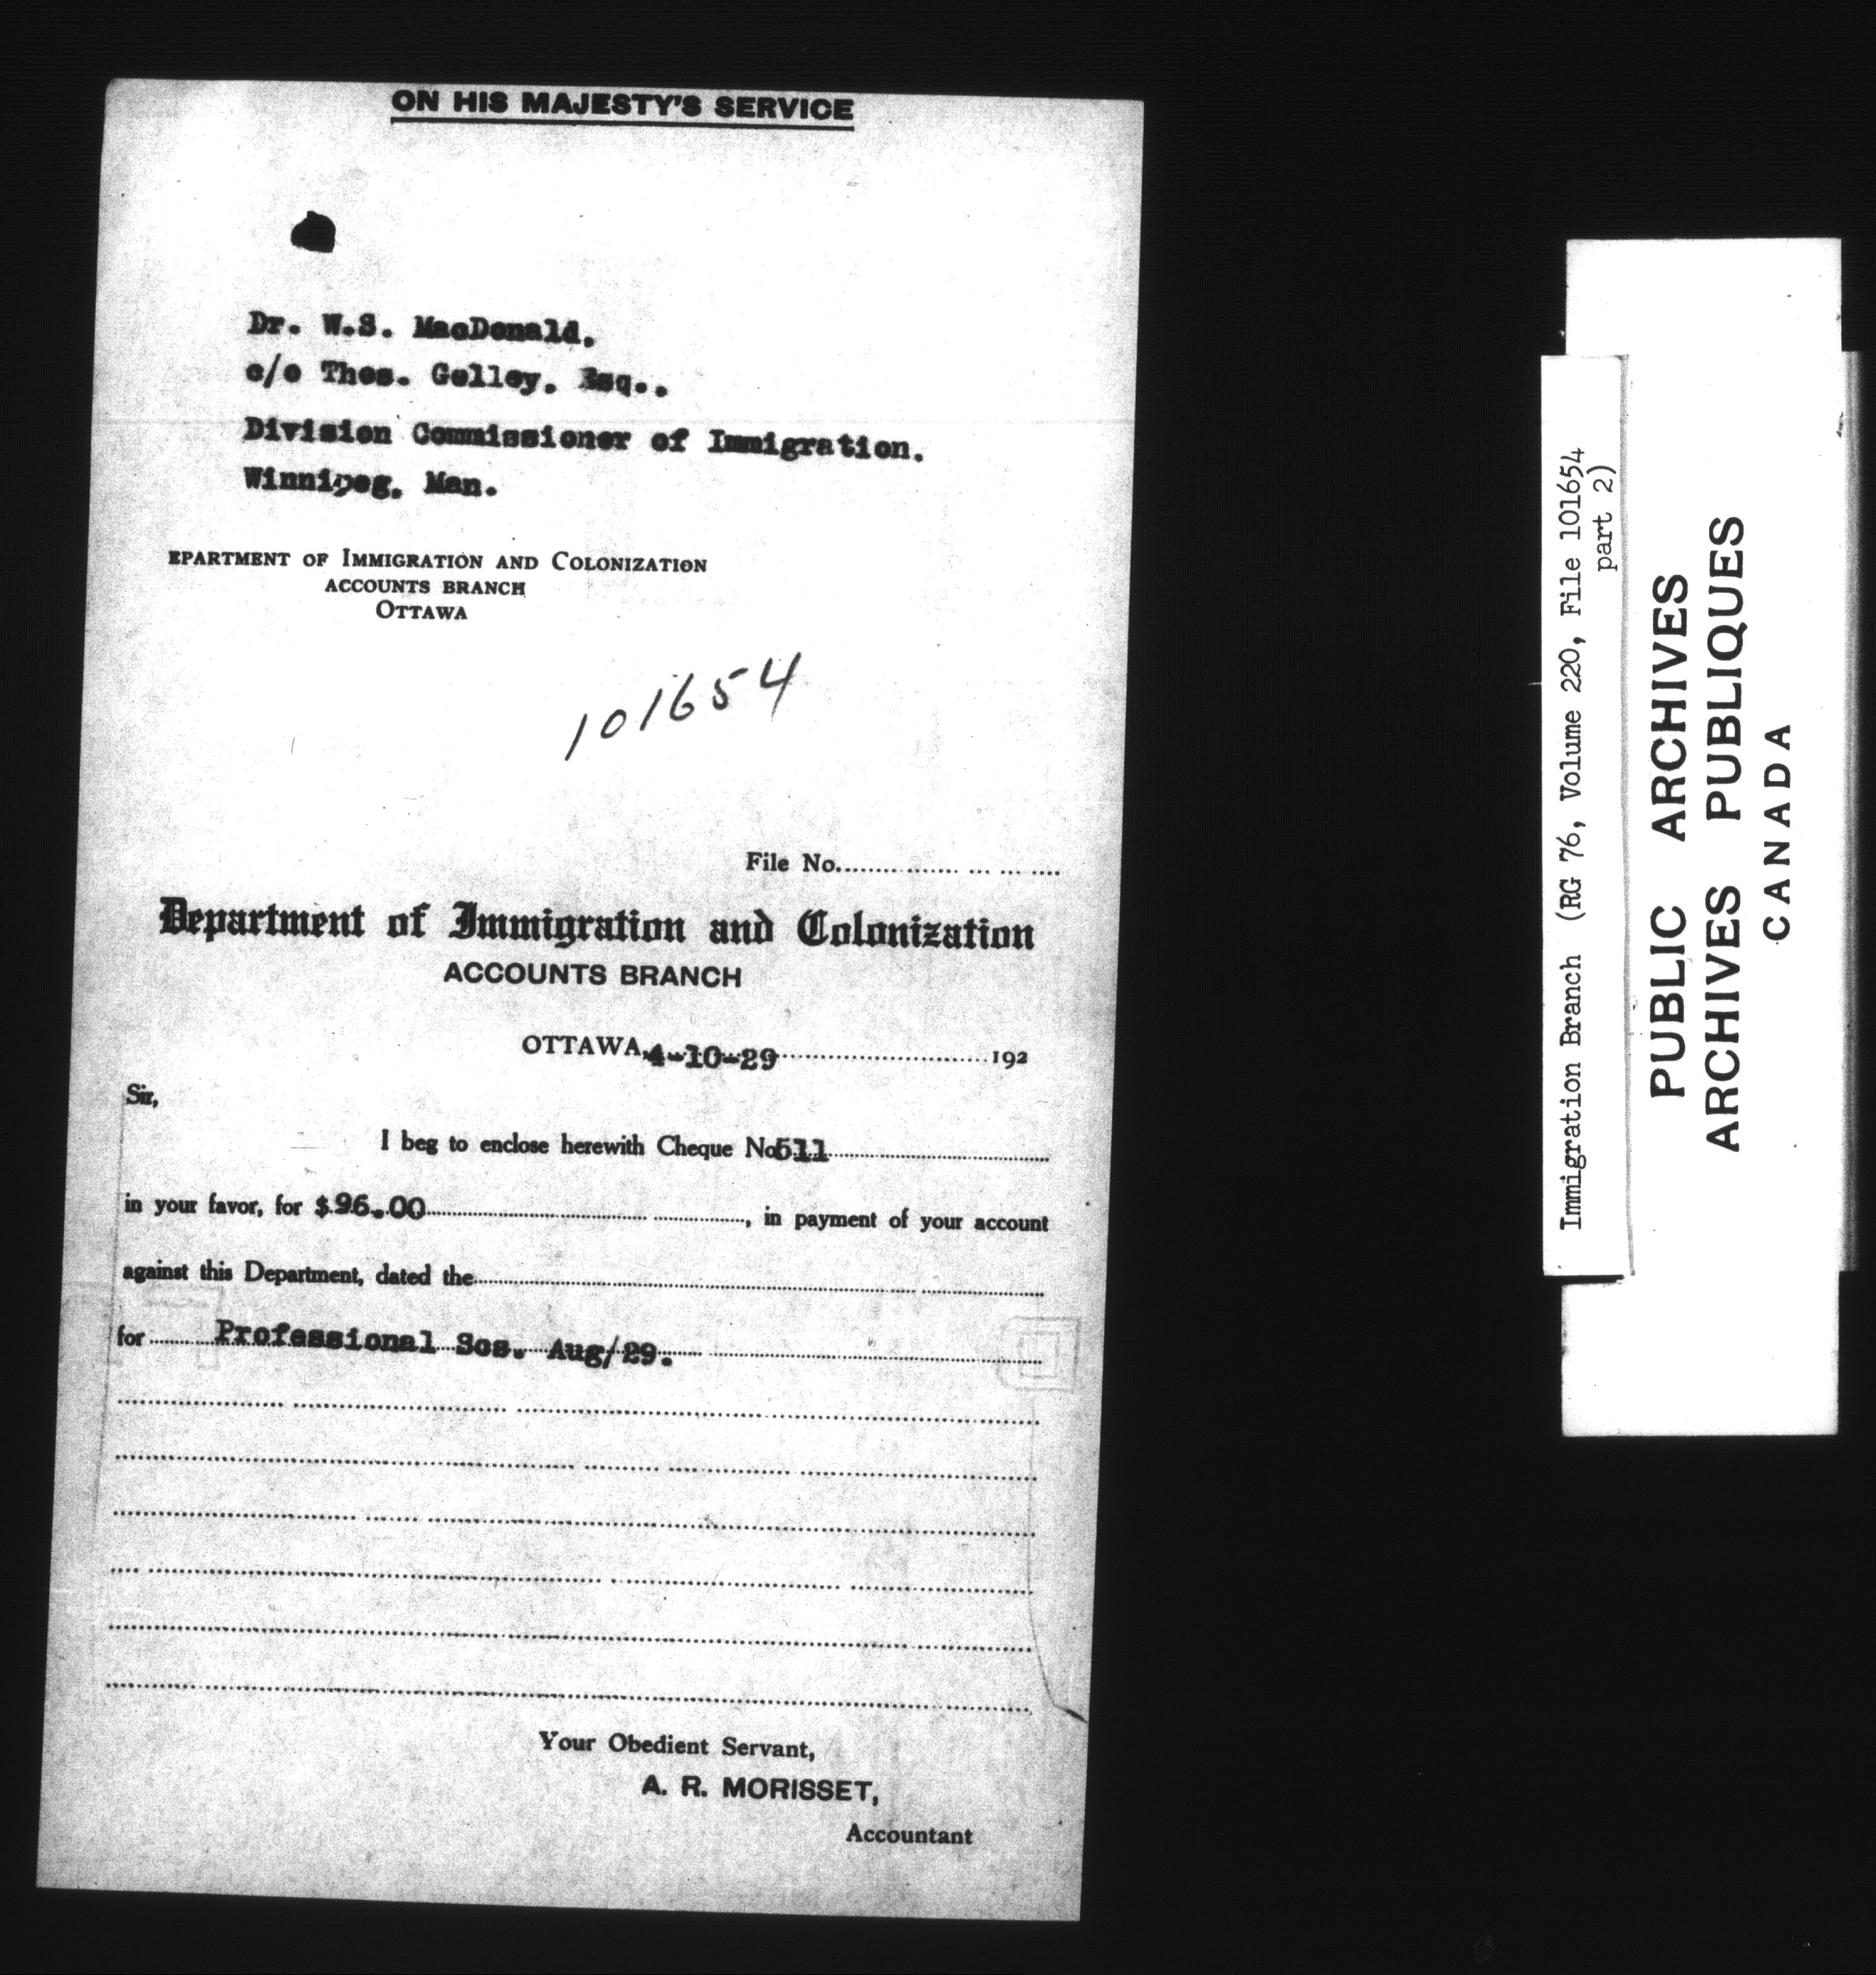 ON HIS MAJESTY'S SERVICE
Dr. W.S. MacDonald.
c/o Thos. Gelley. Esq..
Division Commissioner of Immigration.
Winnipeg. Man.
EPARTMENT OF IMMIGRATION AND COLONIZATION
ACCOUNTS BRANCH
OTTAWA
101654
File No.
Department of Immigration and Colonization
ACCOUNTS BRANCH
OTTAWA, 4-10-29 192
Sir,
I beg to enclose herewith Cheque No 511
in your favor, for $ 96.00, in payment of your account
against this Department, dated the
for Professional Scs. Aug/29.
Your Obedient Servant,
A. R. MORISSET,
Accountant
Immigration Branch (RG 76, Volume 220, File 101654
part 2)
PUBLIC ARCHIVES
ARCHIVES PUBLIQUES
CANADA